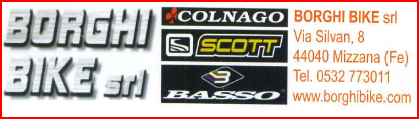 BORGHI
BIKE srl
COLNAGO
SCOTT
BASSO
BORGHI BIKE srl
Via Silvan, 8
44040 Mizzana (Fe)
Tel. 0532 773011
www.borghibike.com